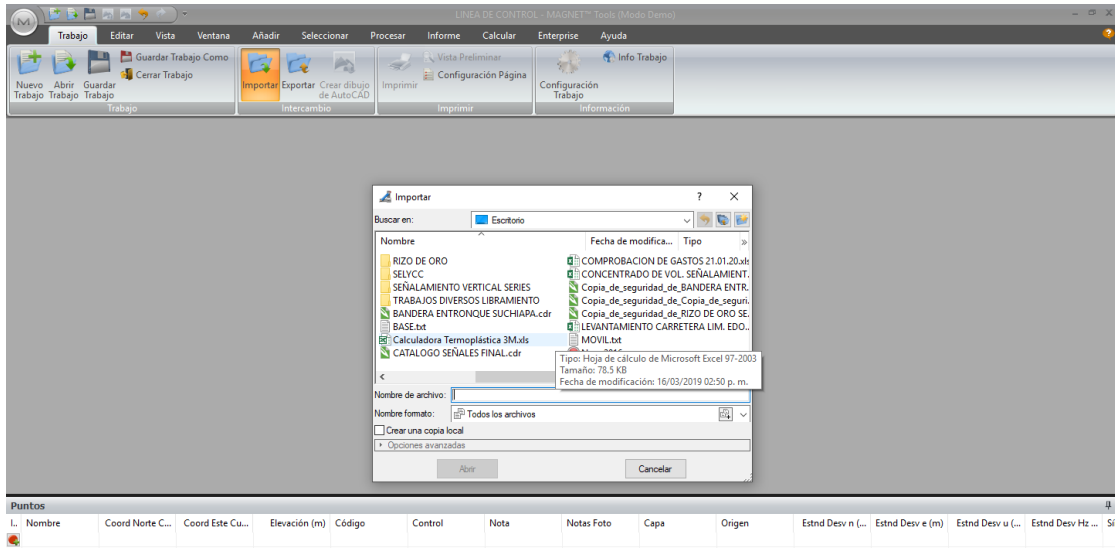 LINEA DE CONTROL - MAGNET™ Tools (Modo Demo)
Trabajo Editar Vista Ventana Añadir Seleccionar Procesar Informe Calcular Enterprise Ayuda
Nuevo Trabajo
Abrir Trabajo
Guardar Trabajo
Guardar Trabajo Como
Cerrar Trabajo
Trabajo
Importar
Exportar
Crear dibujo de AutoCAD
Intercambio
Imprimir
Vista Preliminar
Configuración Página
Imprimir
Configuración Trabajo
Info Trabajo
Información
Importar
Buscar en: Escritorio
Nombre Fecha de modifica... Tipo »
RIZO DE ORO
SELYCC
SEÑALAMIENTO VERTICAL SERIES
TRABAJOS DIVERSOS LIBRAMIENTO
BANDERA ENTRONQUE SUCHIAPA.cdr
BASE.txt
Calculadora Termoplástica 3M.xls
CATALOGO SEÑALES FINAL.cdr
COMPROBACION DE GASTOS 21.01.20.xls
CONCENTRADO DE VOL. SEÑALAMIENT.
Copia_de_seguridad_de_BANDERA ENTR.
Copia_de_seguridad_de_Copia_de_seguri.
Copia_de_seguridad_de_RIZO DE ORO SE.
LEVANTAMIENTO CARRETERA LIM. EDO..
MOVIL.txt
Tipo: Hoja de cálculo de Microsoft Excel 97-2003
Tamaño: 78.5 KB
Fecha de modificación: 16/03/2019 02:50 p. m.
Nombre de archivo:
Nombre formato: Todos los archivos
Crear una copia local
Opciones avanzadas
Abrir Cancelar
Puntos
I.. Nombre Coord Norte C... Coord Este Cu... Elevación (m) Código Control Nota Notas Foto Capa Origen Estnd Desv n (... Estnd Desv e (m) Estnd Desv u (... Estnd Desv Hz ... Sí